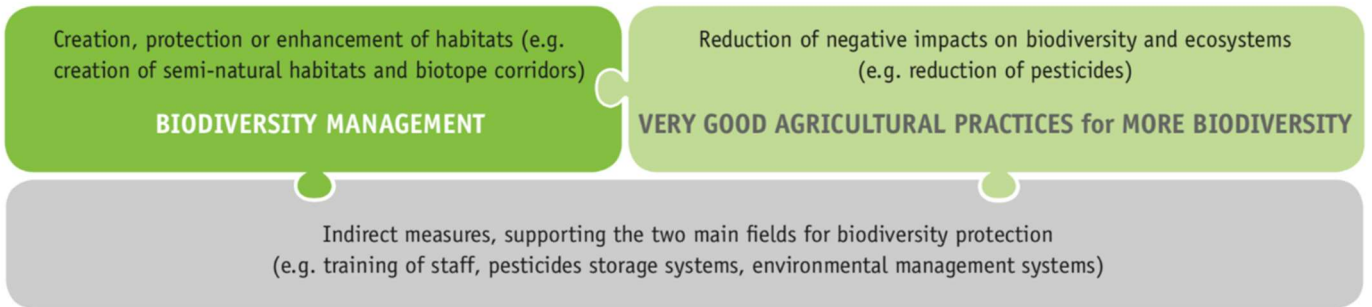 Creation, protection or enhancement of habitats (e.g.
creation of semi-natural habitats and biotope corridors)
BIODIVERSITY MANAGEMENT
Reduction of negative impacts on biodiversity and ecosystems
(e.g. reduction of pesticides)
VERY GOOD AGRICULTURAL PRACTICES for MORE BIODIVERSITY
Indirect measures, supporting the two main fields for biodiversity protection
(e.g. training of staff, pesticides storage systems, environmental management systems)